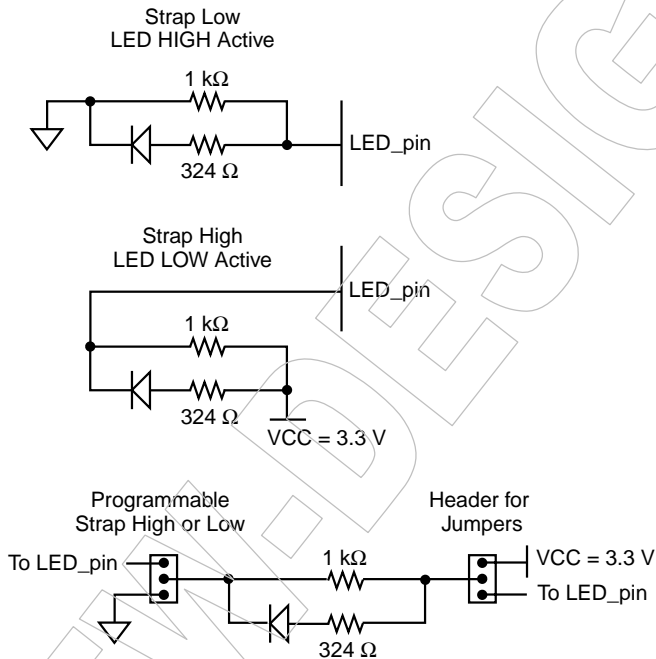 Strap Low
LED HIGH Active
1 kΩ
LED_pin
324 Ω
Strap High
LED LOW Active
LED_pin
1 kΩ
324 Ω
VCC = 3.3 V
Programmable
Strap High or Low
Header for
Jumpers
To LED_pin
1 kΩ
VCC = 3.3 V
To LED_pin
324 Ω
W-DESIG